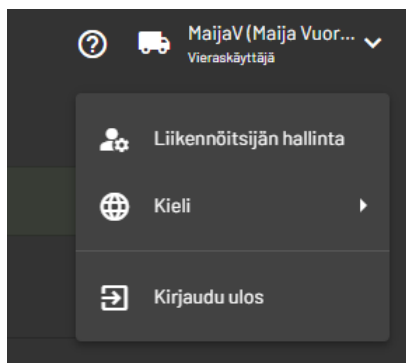 MaijaV (Maija Vuor...
Vieraskäyttäjä
Liikennöitsijän hallinta
Kieli
Kirjaudu ulos